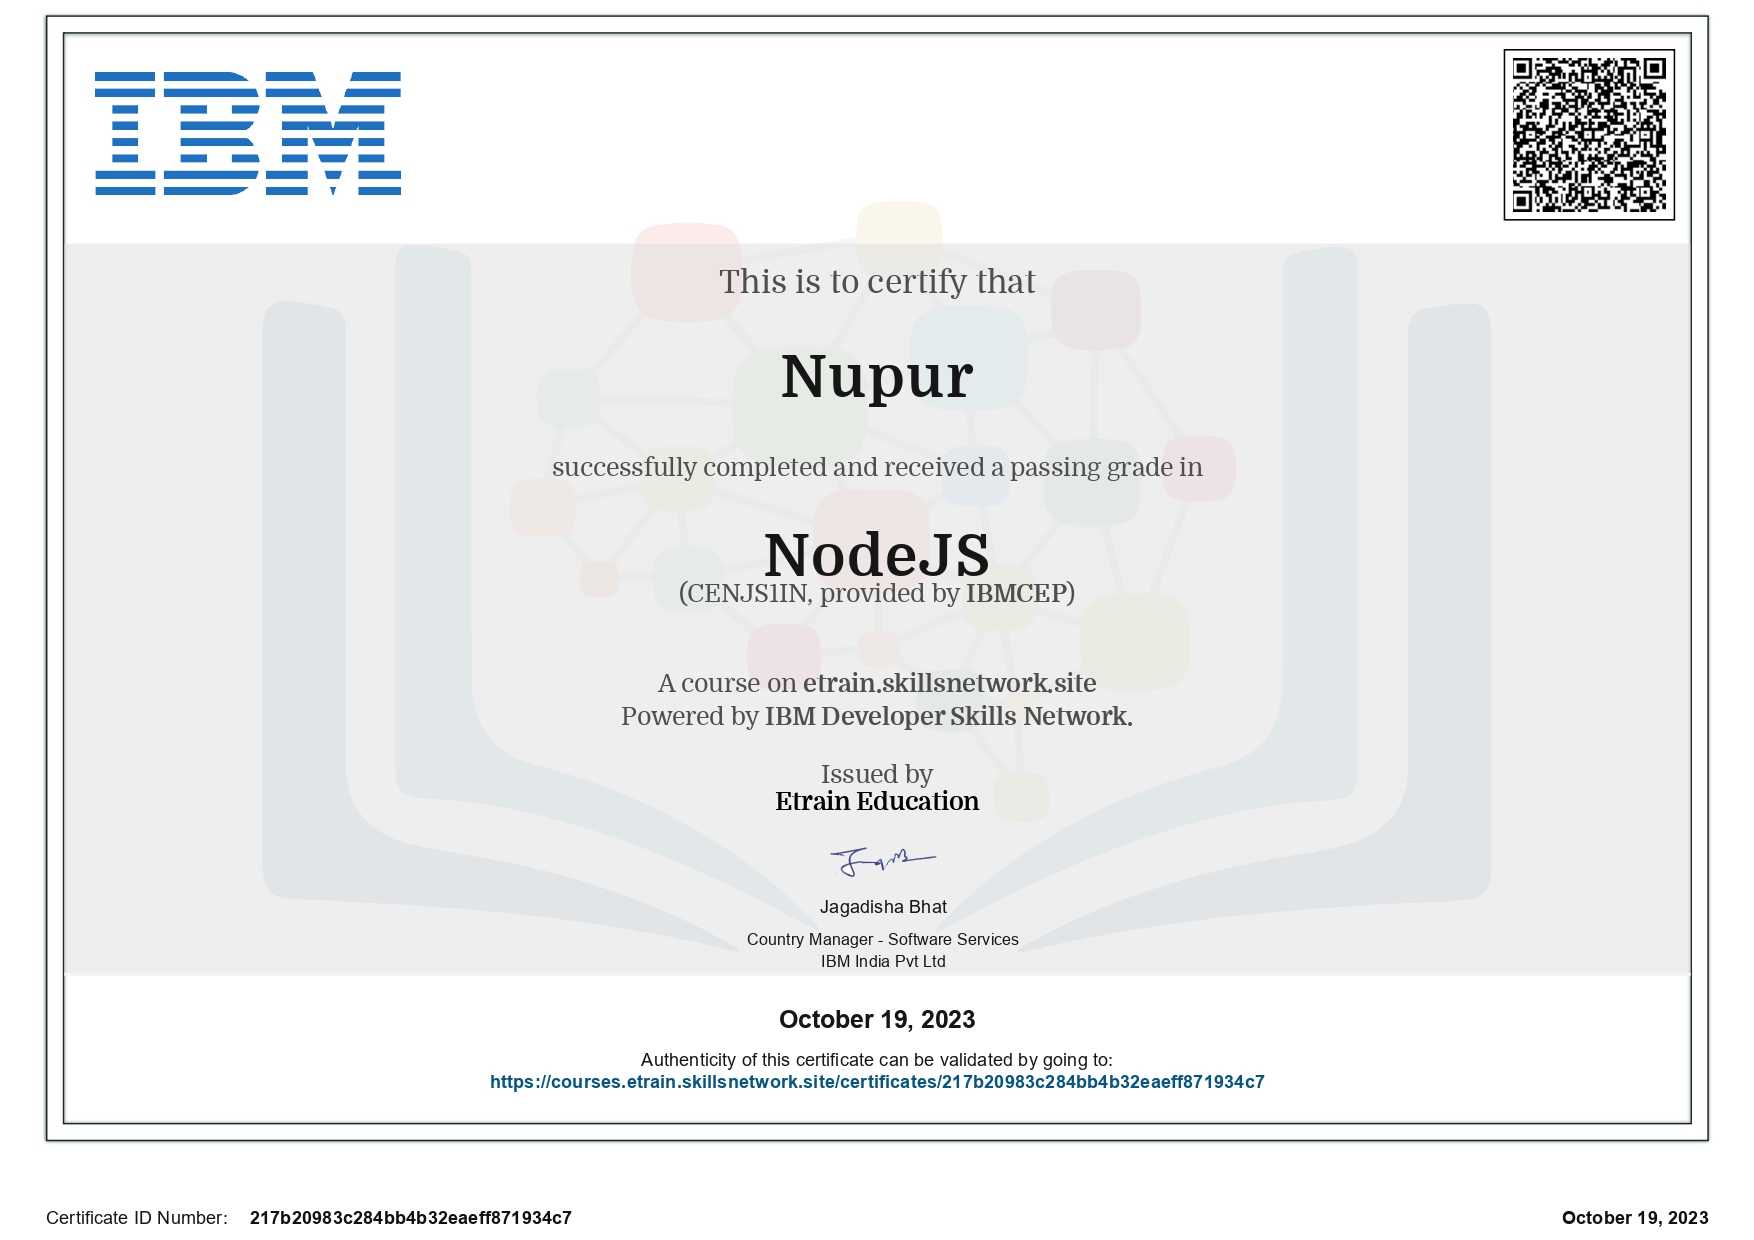 IBM
This is to certify that
Nupur
successfully completed and received a passing grade in
NodeJS
(CENJS1IN, provided by IBMCEP)
A course on etrain.skillsnetwork.site
Powered by IBM Developer Skills Network.
Issued by
Etrain Education
Jagadisha Bhat
Country Manager - Software Services
IBM India Pvt Ltd
October 19, 2023
Authenticity of this certificate can be validated by going to:
https://courses.etrain.skillsnetwork.site/certificates/217b20983c284bb4b32eaeff871934c7
Certificate ID Number: 217b20983c284bb4b32eaeff871934c7
October 19, 2023